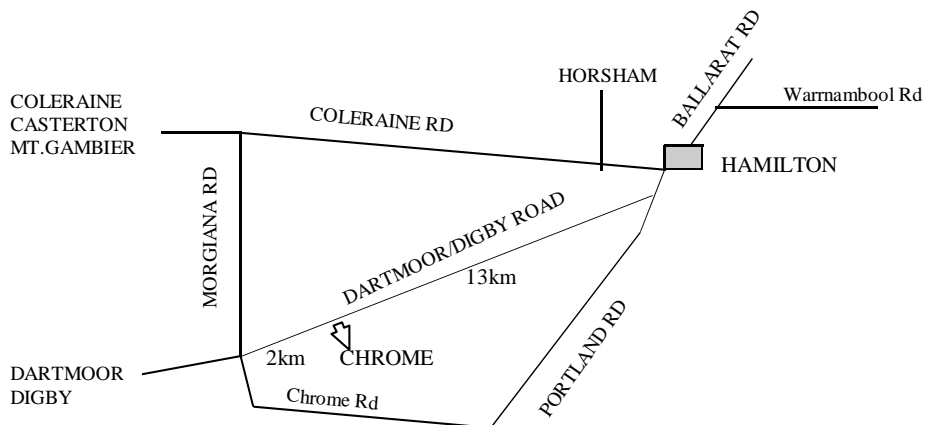 HORSHAM
BALLARAT RD
Warrnambool Rd
COLERAINE
CASTERTON
MT.GAMBIER
COLERAINE RD
HAMILTON
MORGIANA RD
DARTMOOR/DIGBY ROAD
13km
2km
CHROME
PORTLAND RD
DARTMOOR
DIGBY
Chrome Rd